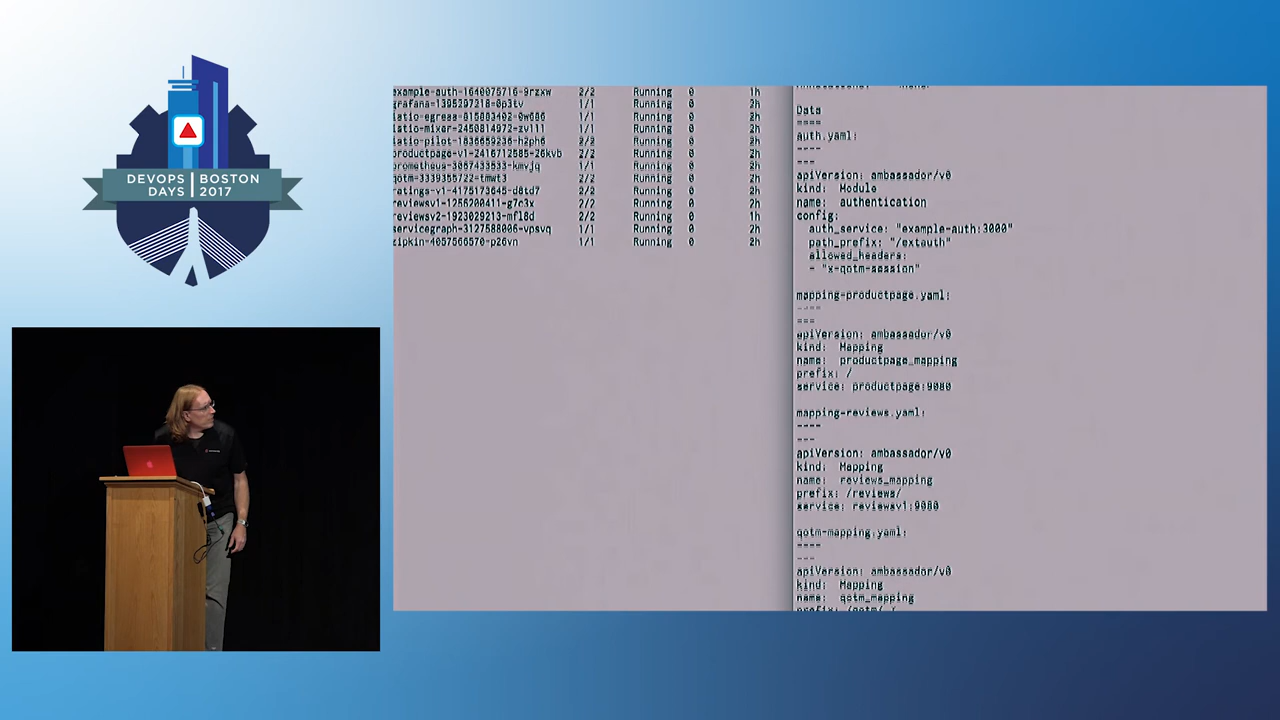 DEVOPS BOSTON
DAYS 2017
example-auth-1640075716-9rzxw 2/2 Running 0 1h
grafana-1395297218-0p3tv 1/1 Running 0 2h
istio-egress-815883402-0w666 1/1 Running 0 2h
istio-mixer-2450814972-zv111 1/1 Running 0 2h
istio-pilot-1836659236-h2ph6 2/2 Running 0 2h
productpage-v1-2416712585-26kvb 2/2 Running 0 2h
prometheus-3067433533-kmvjq 1/1 Running 0 2h
qotm-3339355722-tmwt3 2/2 Running 0 2h
ratings-v1-4175173645-d8td7 2/2 Running 0 2h
reviewsv1-1256200411-g7c3x 2/2 Running 0 2h
reviewsv2-1923029213-mfl8d 2/2 Running 0 1h
servicegraph-3127588006-vpsvq 1/1 Running 0 2h
zipkin-4057566570-p26vn 1/1 Running 0 2h
Data
====
auth.yaml:
----
---
apiVersion: ambassador/v0
kind: Module
name: authentication
config:
auth_service: "example-auth:3000"
path_prefix: "/extauth"
allowed_headers:
- "x-qotm-session"
mapping-productpage.yaml:
----
---
apiVersion: ambassador/v0
kind: Mapping
name: productpage_mapping
prefix: /
service: productpage:9080
mapping-reviews.yaml:
----
---
apiVersion: ambassador/v0
kind: Mapping
name: reviews_mapping
prefix: /reviews/
service: reviewsv1:9080
qotm-mapping.yaml:
----
---
apiVersion: ambassador/v0
kind: Mapping
name: qotm_mapping
prefix: /qotm/